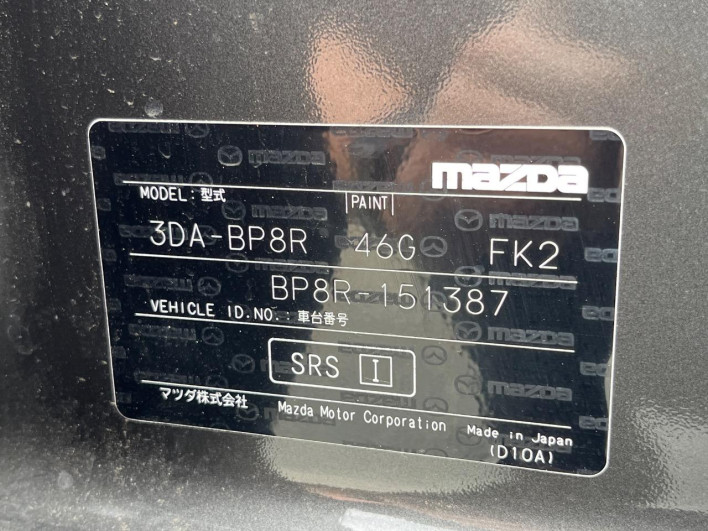 mazda
MODEL : 型式 PAINT
3DA-BP8R 46G FK2
BP8R 151387
VEHICLE ID.NO. : 車台番号
SRS I
マツダ株式会社 Mazda Motor Corporation Made in Japan
(D10A)